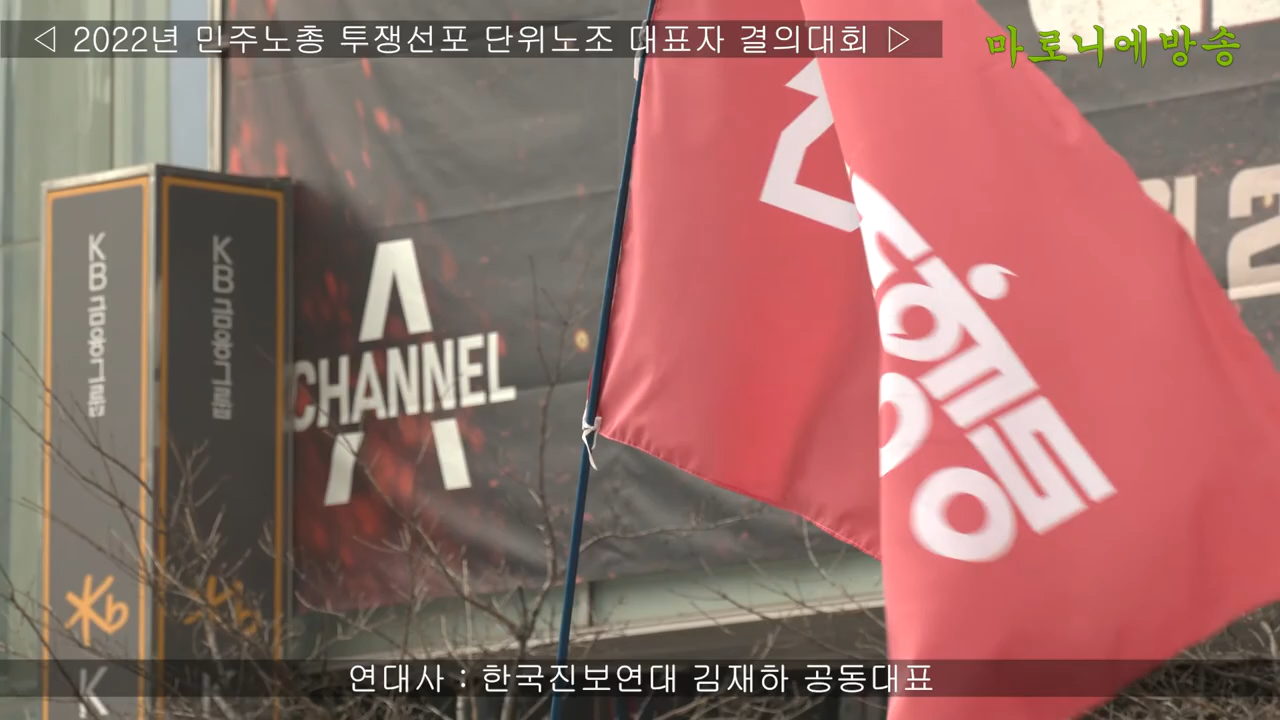 ◁ 2022년 민주노총 투쟁선포 단위노조 대표자 결의대회 ▷
마로니에방송
KB금융그룹
KB금융그룹
A
CHANNEL
Kb
K
연대사 : 한국진보연대 김재하 공동대표